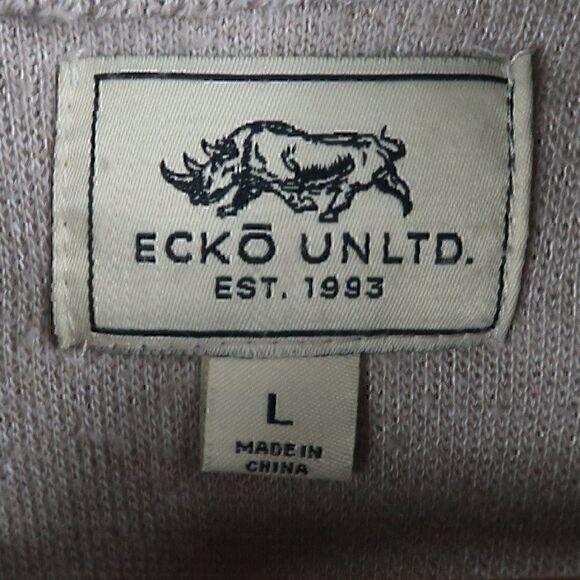 ECKŌ UNLTD.
EST. 1993
L
MADE IN
CHINA